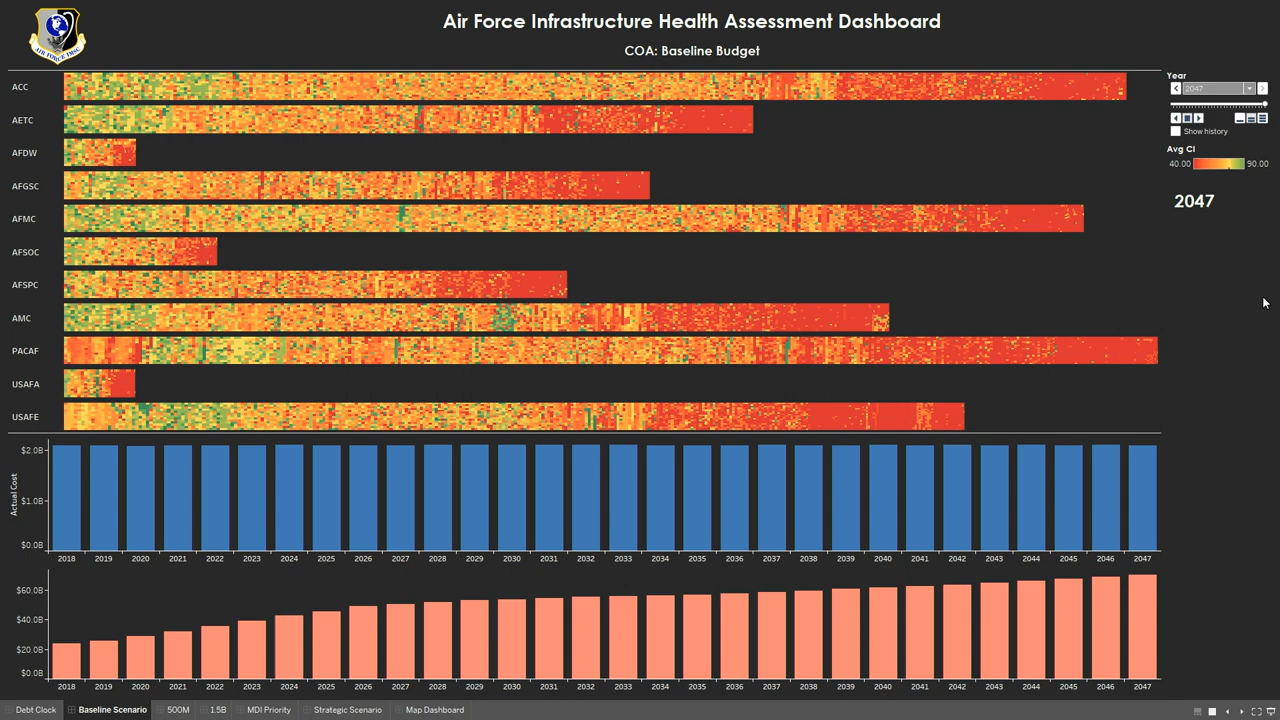 Air Force Infrastructure Health Assessment Dashboard
COA: Baseline Budget
AIR FORCE DISC
ACC
AETC
AFDW
AFGSC
AFMC
AFSOC
AFSPC
AMC
PACAF
USAFA
USAFE
Year
2047
Show history
Avg CI
40.00 90.00
2047
Actual Cost
$2.0B
$1.0B
$0.0B
2018 2019 2020 2021 2022 2023 2024 2025 2026 2027 2028 2029 2030 2031 2032 2033 2034 2035 2036 2037 2038 2039 2040 2041 2042 2043 2044 2045 2046 2047
$60.0B
$40.0B
$20.0B
$0.0B
2018 2019 2020 2021 2022 2023 2024 2025 2026 2027 2028 2029 2030 2031 2032 2033 2034 2035 2036 2037 2038 2039 2040 2041 2042 2043 2044 2045 2046 2047
Debt Clock Baseline Scenario 500M 1.5B MDI Priority Strategic Scenario Map Dashboard